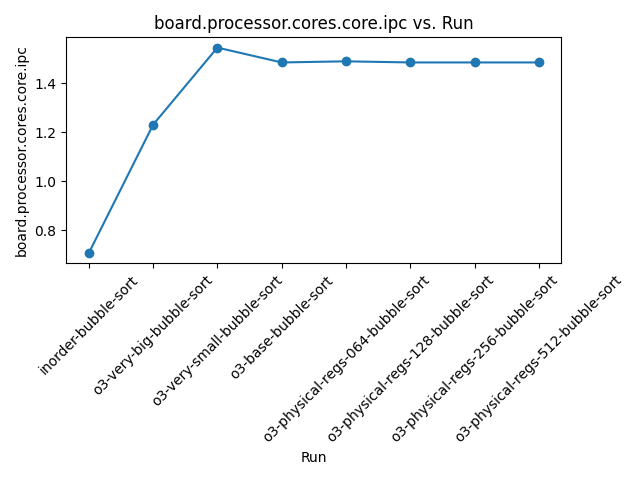 board.processor.cores.core.ipc vs. Run
board.processor.cores.core.ipc
1.4
1.2
1.0
0.8
inorder-bubble-sort
o3-very-big-bubble-sort
o3-very-small-bubble-sort
o3-base-bubble-sort
o3-physical-regs-064-bubble-sort
o3-physical-regs-128-bubble-sort
o3-physical-regs-256-bubble-sort
o3-physical-regs-512-bubble-sort
Run